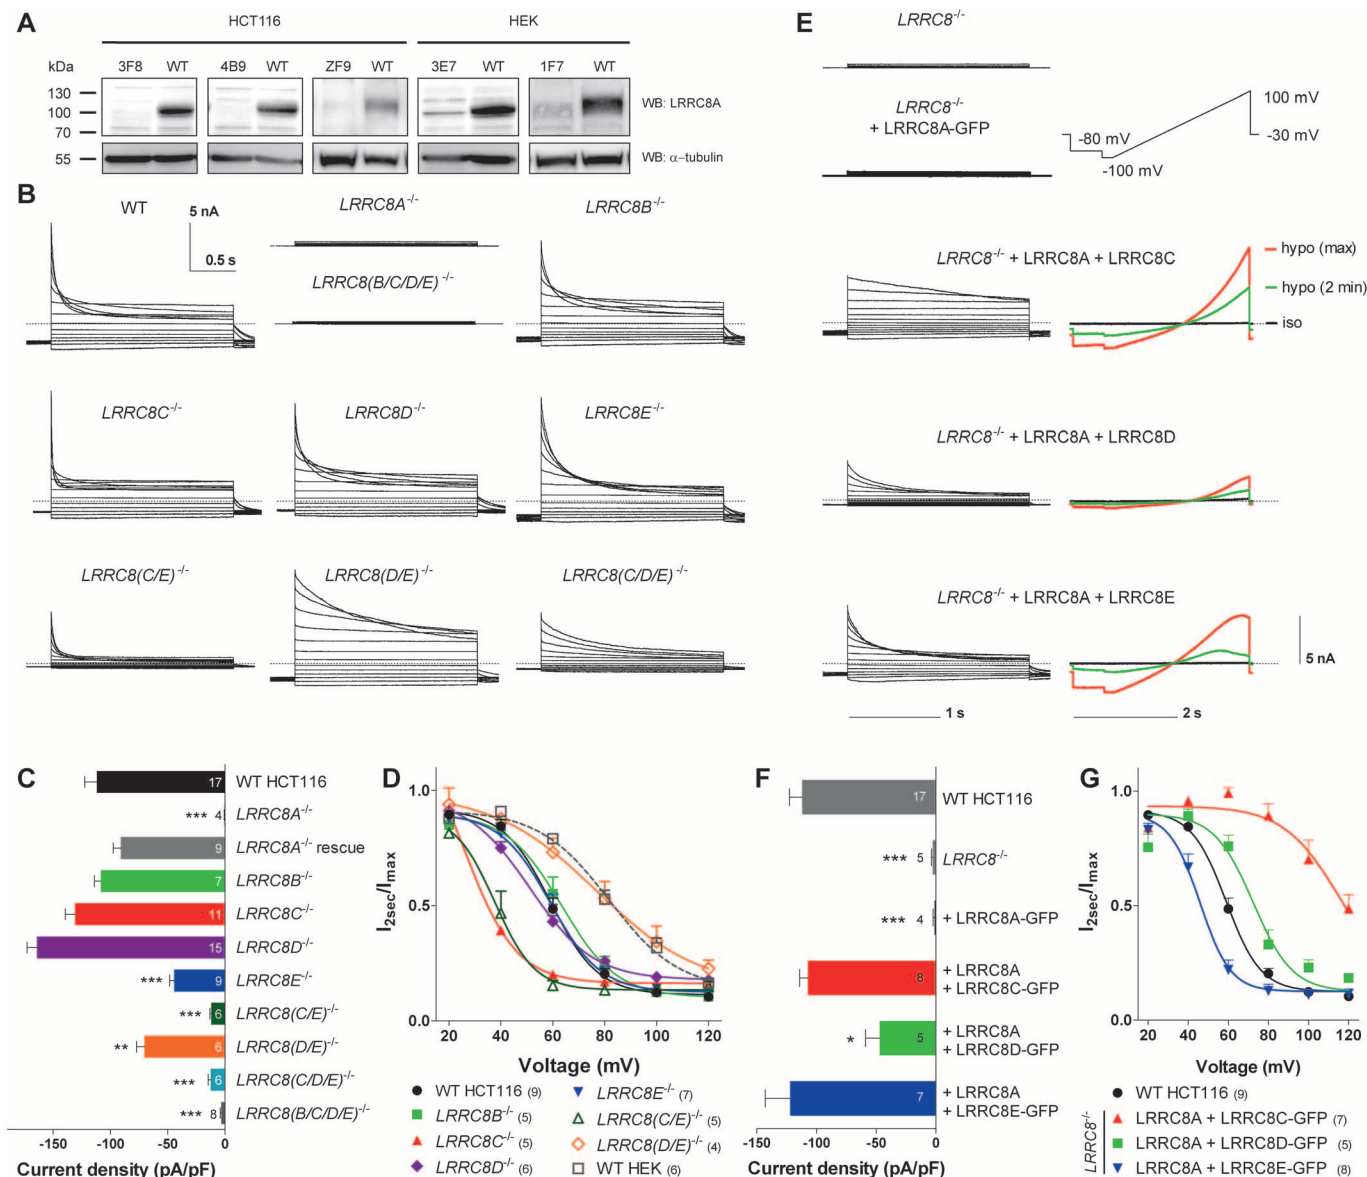 A
HCT116
HEK
kDa
3F8 WT 4B9 WT ZF9 WT 3E7 WT 1F7 WT
130
100
70
55
WB: LRRC8A
WB: α−tubulin
B
WT
5 nA
0.5 s
LRRC8A-/-
LRRC8(B/C/D/E) -/-
LRRC8B-/-
LRRC8C-/-
LRRC8D-/-
LRRC8E-/-
LRRC8(C/E) -/-
LRRC8(D/E) -/-
LRRC8(C/D/E) -/-
C
17 WT HCT116
*** 4 LRRC8A-/-
9 LRRC8A-/- rescue
7 LRRC8B-/-
11 LRRC8C-/-
15 LRRC8D-/-
*** 9 LRRC8E-/-
*** 6 LRRC8(C/E)-/-
** 6 LRRC8(D/E)-/-
*** 6 LRRC8(C/D/E)-/-
*** 8 LRRC8(B/C/D/E)-/-
-150 -100 -50 0
Current density (pA/pF)
D
I2sec/Imax
1.0
0.5
0.0
20 40 60 80 100 120
Voltage (mV)
WT HCT116 (9)
LRRC8B-/- (5)
LRRC8C-/- (5)
LRRC8D-/- (6)
LRRC8E-/- (7)
LRRC8(C/E)-/- (5)
LRRC8(D/E)-/- (4)
WT HEK (6)
E
LRRC8-/-
LRRC8-/-
+ LRRC8A-GFP
-80 mV
-100 mV
100 mV
-30 mV
LRRC8-/- + LRRC8A + LRRC8C
hypo (max)
hypo (2 min)
iso
LRRC8-/- + LRRC8A + LRRC8D
LRRC8-/- + LRRC8A + LRRC8E
5 nA
1 s
2 s
F
17 WT HCT116
*** 5 LRRC8-/-
*** 4 + LRRC8A-GFP
8 + LRRC8A
+ LRRC8C-GFP
* 5 + LRRC8A
+ LRRC8D-GFP
7 + LRRC8A
+ LRRC8E-GFP
-150 -100 -50 0
Current density (pA/pF)
G
I2sec/Imax
1.0
0.5
0.0
20 40 60 80 100 120
Voltage (mV)
WT HCT116 (9)
LRRC8-/-
LRRC8A + LRRC8C-GFP (7)
LRRC8A + LRRC8D-GFP (5)
LRRC8A + LRRC8E-GFP (8)